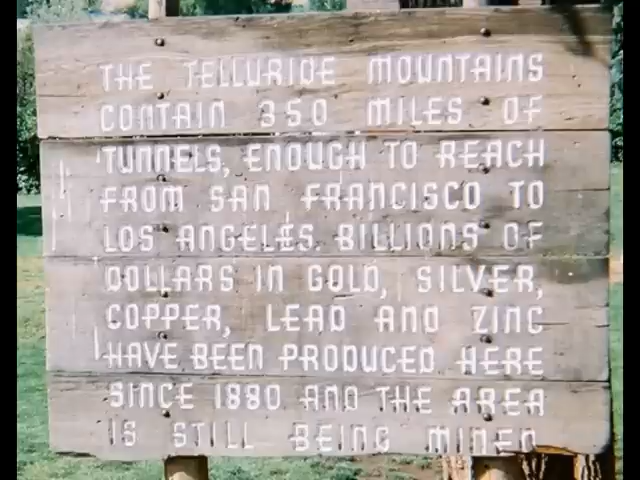 THE TELLURIDE MOUNTAINS
CONTAIN 350 MILES OF
TUNNELS, ENOUGH TO REACH
FROM SAN FRANCISCO TO
LOS ANGELES. BILLIONS OF
DOLLARS IN GOLD, SILVER,
COPPER, LEAD AND ZINC
HAVE BEEN PRODUCED HERE
SINCE 1880 AND THE AREA
IS STILL BEING MINED